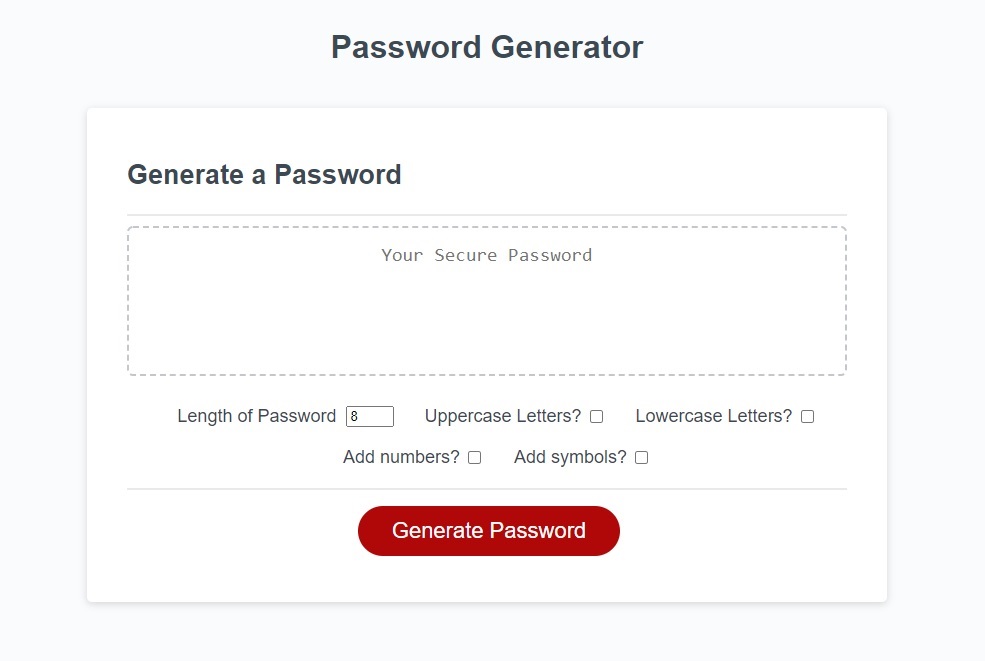 Password Generator
Generate a Password
Your Secure Password
Length of Password 8 Uppercase Letters? Lowercase Letters?
Add numbers? Add symbols?
Generate Password